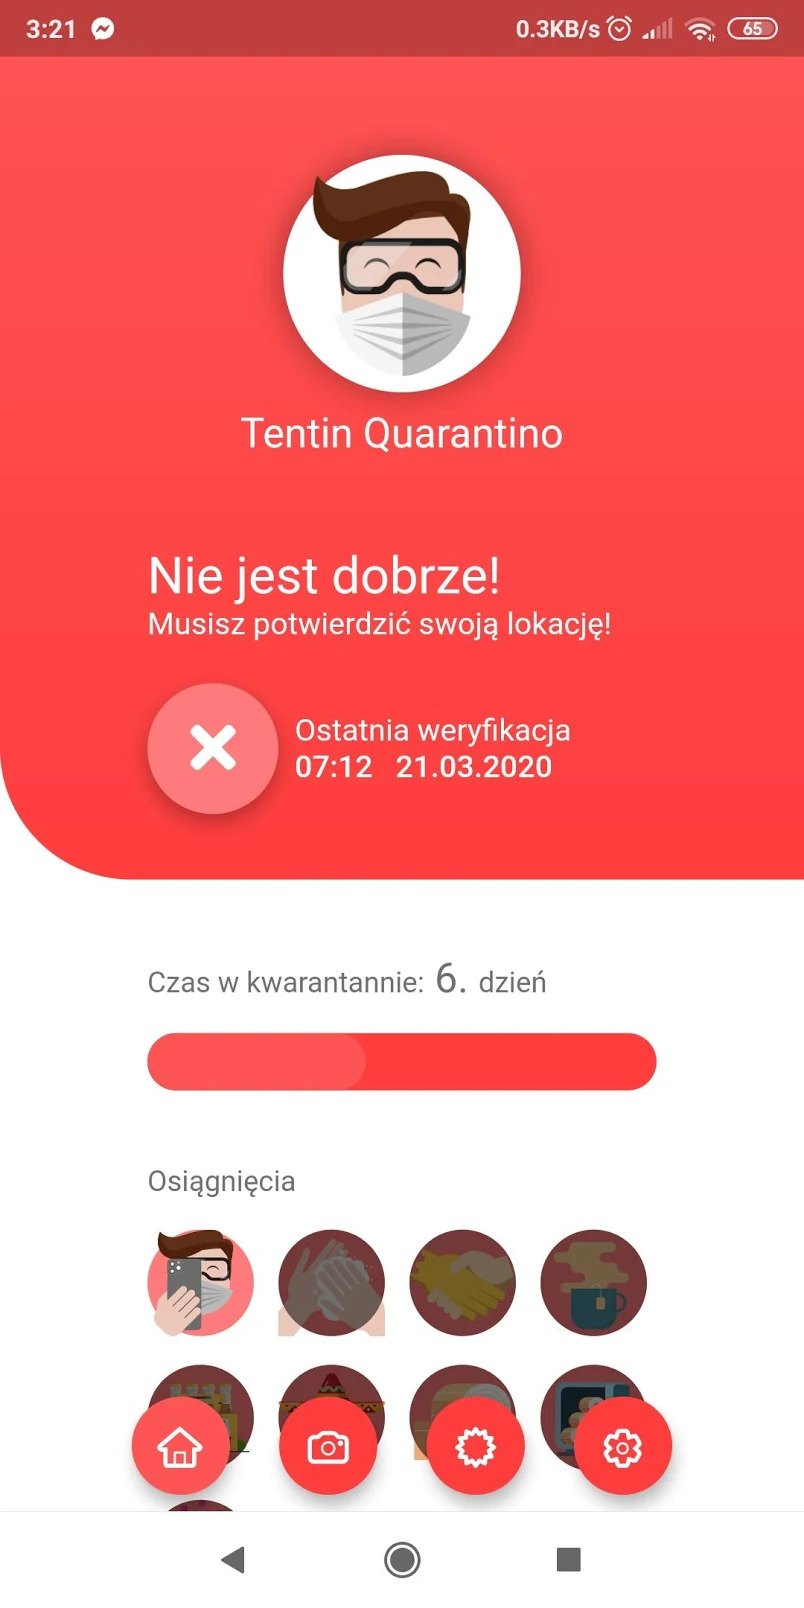 3:21 0.3KB/s 65
Tentin Quarantino
Nie jest dobrze!
Musisz potwierdzić swoją lokację!
Ostatnia weryfikacja
07:12 21.03.2020
Czas w kwarantannie: 6. dzień
Osiągnięcia